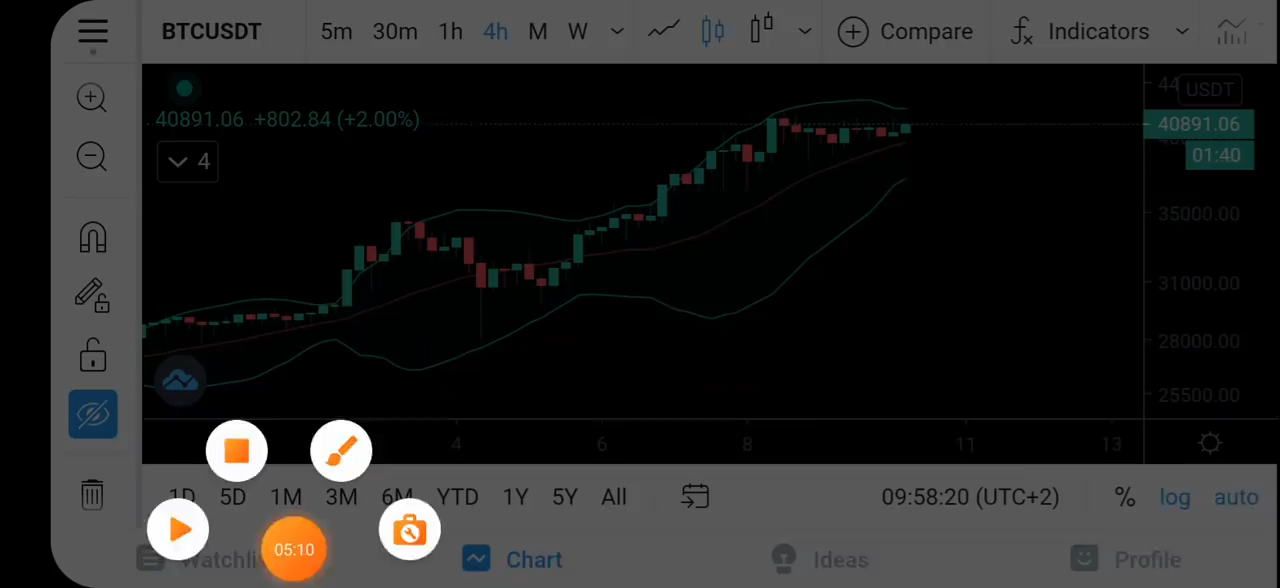 BTCUSDT 5m 30m 1h 4h M W Compare Indicators
44 USDT
40891.06 +802.84 (+2.00%) 40891.06
01:40
4
35000.00
31000.00
28000.00
25500.00
4 6 8 11 13
1D 5D 1M 3M 6M YTD 1Y 5Y All 09:58:20 (UTC+2) % log auto
05:10
Watchli Chart Ideas Profile